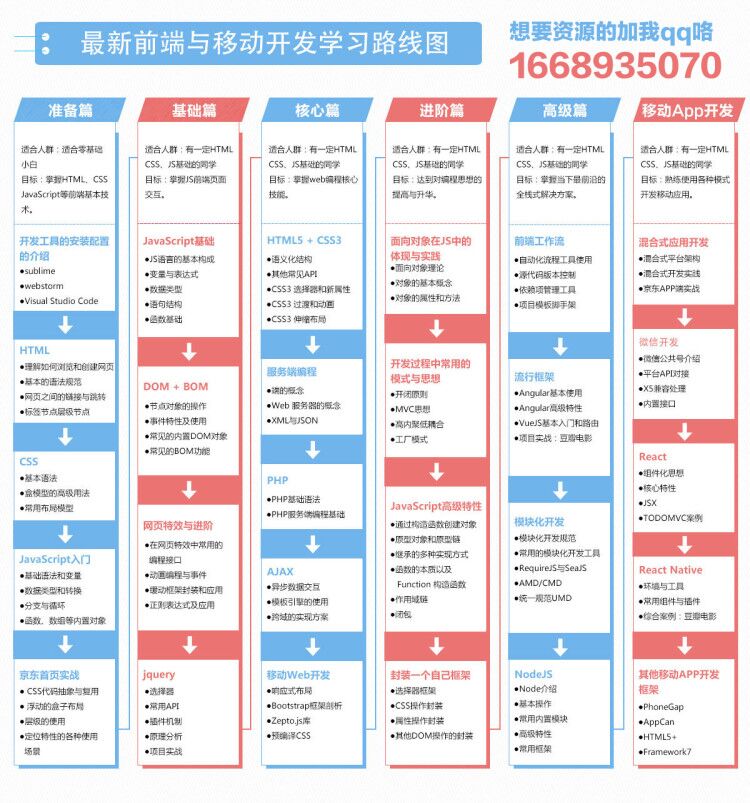 最新前端与移动开发学习路线图
想要资源的加我qq咯
1668935070
准备篇
适合人群：适合零基础
小白
目标：掌握HTML、CSS
JavaScript等前端基本技
术。
开发工具的安装配置
的介绍
●sublime
●webstorm
●Visual Studio Code
HTML
●理解如何浏览和创建网页
●基本的语法规范
●网页之间的链接与跳转
●标签节点层级节点
CSS
●基本语法
●盒模型的高级用法
●常用布局模型
JavaScript入门
●基础语法和变量
●数据类型和转换
●分支与循环
●函数、数组等内置对象
京东首页实战
●CSS代码抽象与复用
●浮动的盒子布局
●层级的使用
●定位特性的各种使用
场景
基础篇
适合人群：有一定HTML
CSS、JS基础的同学
目标：掌握JS前端页面
交互。
JavaScript基础
●JS语言的基本构成
●变量与表达式
●数据类型
●语句结构
●函数基础
DOM + BOM
●节点对象的操作
●事件特性及使用
●常见的内置DOM对象
●常见的BOM功能
网页特效与进阶
●在网页特效中常用的
编程接口
●动画编程与事件
●缓动框架封装和应用
●正则表达式及应用
jquery
●选择器
●常用API
●插件机制
●原理分析
●项目实战
核心篇
适合人群：有一定HTML
CSS、JS基础的同学
目标：掌握web编程核心
技能。
HTML5 + CSS3
●语义化结构
●其他常见API
●CSS3 选择器和新属性
●CSS3 过渡和动画
●CSS3 伸缩布局
服务端编程
●端的概念
●Web 服务器的概念
●XML与JSON
PHP
●PHP基础语法
●PHP服务端编程基础
AJAX
●异步数据交互
●模板引擎的使用
●跨域的实现方案
移动Web开发
●响应式布局
●Bootstrap框架剖析
●Zepto.js库
●预编译CSS
进阶篇
适合人群：有一定HTML
CSS、JS基础的同学
目标：达到对编程思想的
提高与升华。
面向对象在JS中的
体现与实践
●面向对象理论
●对象的基本概念
●对象的属性和方法
开发过程中常用的
模式与思想
●开闭原则
●MVC思想
●高内聚低耦合
●工厂模式
JavaScript高级特性
●通过构造函数创建对象
●原型对象和原型链
●继承的多种实现方式
●函数的本质以及
Function 构造函数
●作用域链
●闭包
封装一个自己框架
●选择器框架
●CSS操作封装
●属性操作封装
●其他DOM操作的封装
高级篇
适合人群：有一定HTML
CSS、JS基础的同学
目标：掌握当下最前沿的
全栈式解决方案。
前端工作流
●自动化流程工具使用
●源代码版本控制
●依赖项管理工具
●项目模板脚手架
流行框架
●Angular基本使用
●Angular高级特性
●VueJS基本入门和路由
●项目实战：豆瓣电影
模块化开发
●模块化开发规范
●常用的模块化开发工具
●RequireJS与SeaJS
●AMD/CMD
●统一规范UMD
NodeJS
●Node介绍
●基本操作
●常用内置模块
●高级特性
●常用框架
移动App开发
适合人群：有一定HTML
CSS、JS基础的同学
目标：熟练使用各种模式
开发移动应用。
混合式应用开发
●混合式平台架构
●混合式开发实线
●京东APP端实战
微信开发
●微信公共号介绍
●平台API对接
●X5兼容处理
●内置接口
React
●组件化思想
●核心特性
●JSX
●TODOMVC案例
React Native
●环境与工具
●常用组件与插件
●综合案例：豆瓣电影
其他移动APP开发
框架
●PhoneGap
●AppCan
●HTML5+
●Framework7